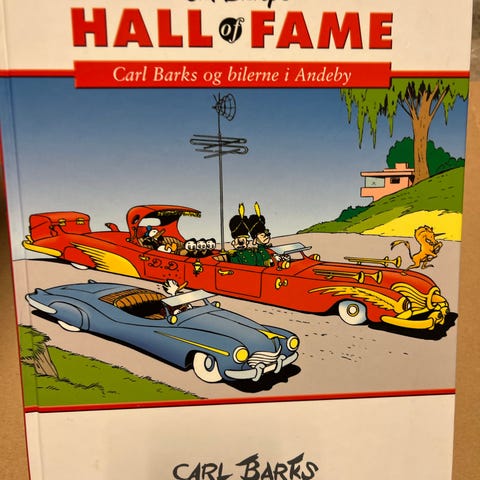 HALL of FAME
Carl Barks og bilerne i Andeby
D.D.
CARL BARKS